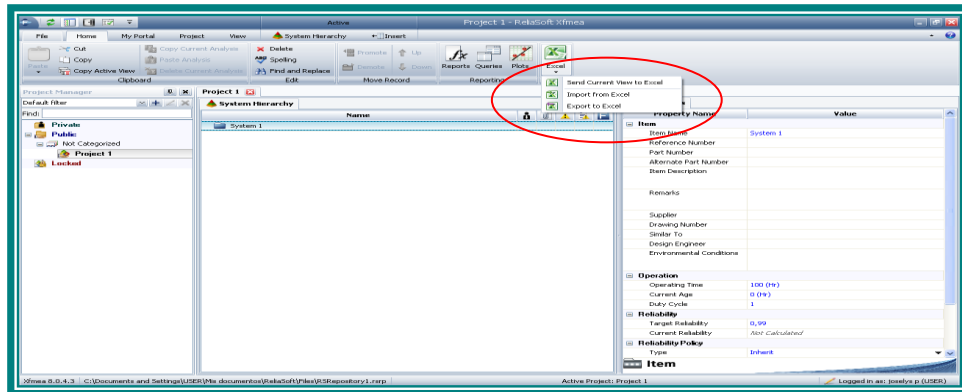 Active Project 1 - ReliaSoft Xfmea
File Home My Portal Project View System Hierarchy Insert
Cut Copy Current Analysis Delete Promote Up
Copy Paste Analysis Spelling
Paste Copy Active View Delete Current Analysis Find and Replace Demote Down Reports Queries Plots Excel
Clipboard Edit Move Record Reporting
Send Current View to Excel
Import from Excel
Export to Excel
Project Manager Project 1
Default filter System Hierarchy
Find: Name Property Name Value
Private System 1 Item
Public Item Name System 1
Not Categorized Reference Number
Project 1 Part Number
Locked Alternate Part Number
Item Description
Remarks
Supplier
Drawing Number
Similar To
Design Engineer
Environmental Conditions
Operation
Operating Time 100 (Hr)
Current Age 0 (Hr)
Duty Cycle 1
Reliability
Target Reliability 0,99
Current Reliability Not Calculated
Reliability Policy
Type Inherit
Item
Xfmea 8.0.4.3 C:\Documents and Settings\USER\Mis documentos\ReliaSoft\Files\RSRepository1.rserp Active Project: Project 1 Logged in as: joselys p (USER)